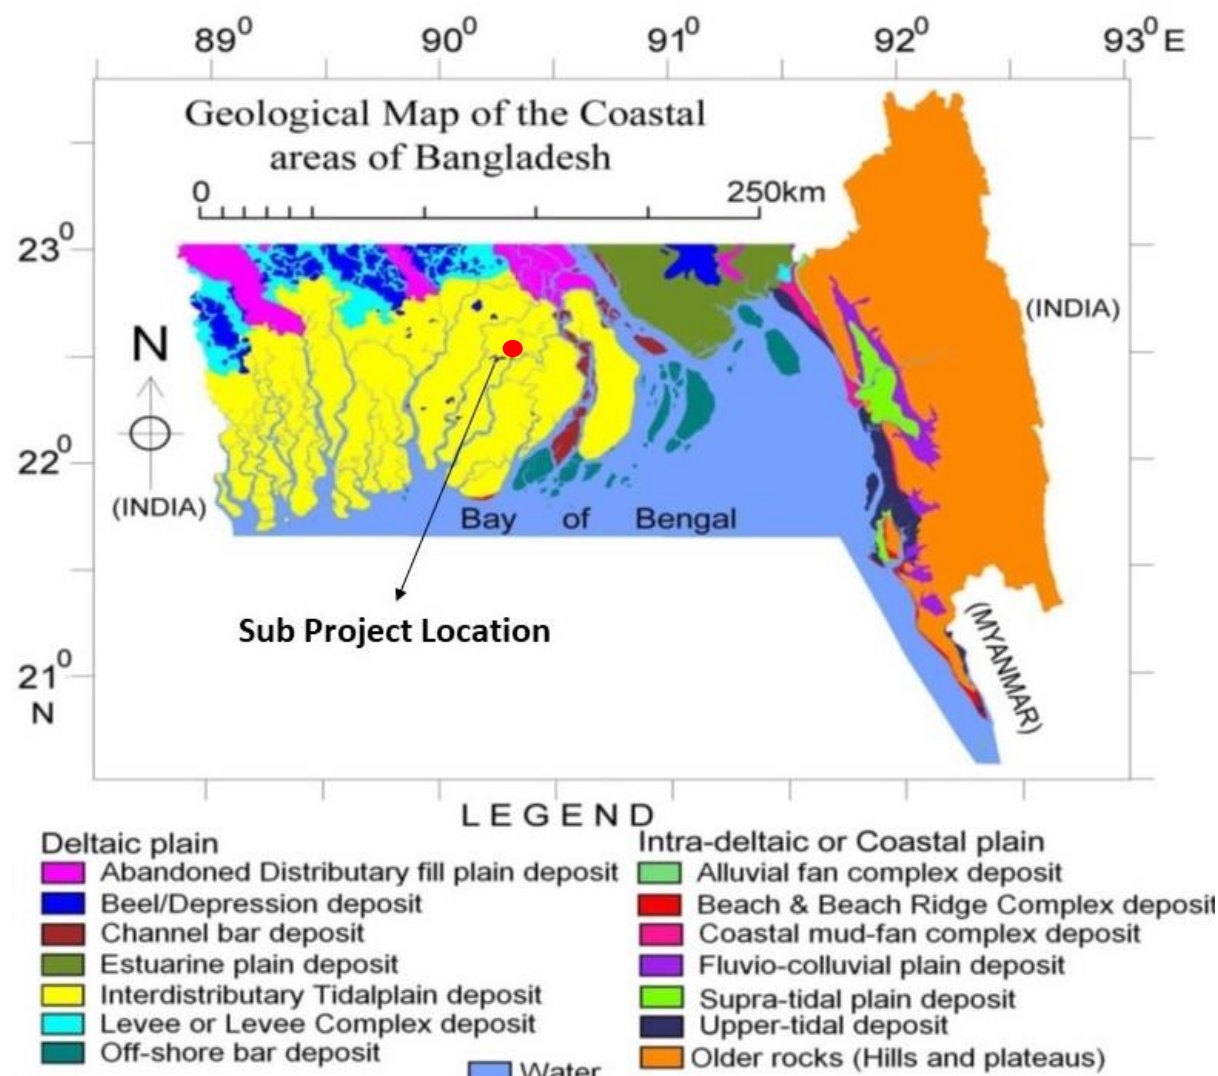 89⁰ 90⁰ 91⁰ 92⁰ 93⁰ E
Geological Map of the Coastal
areas of Bangladesh
0 250km
23⁰
(INDIA)
N
22⁰
(INDIA)
Bay of Bengal
Sub Project Location
(MYANMAR)
21⁰
N
LEGEND
Deltaic plain
Abandoned Distributary fill plain deposit
Beel/Depression deposit
Channel bar deposit
Estuarine plain deposit
Interdistributary Tidalplain deposit
Levee or Levee Complex deposit
Off-shore bar deposit
Water
Intra-deltaic or Coastal plain
Alluvial fan complex deposit
Beach & Beach Ridge Complex deposit
Coastal mud-fan complex deposit
Fluvio-colluvial plain deposit
Supra-tidal plain deposit
Upper-tidal deposit
Older rocks (Hills and plateaus)